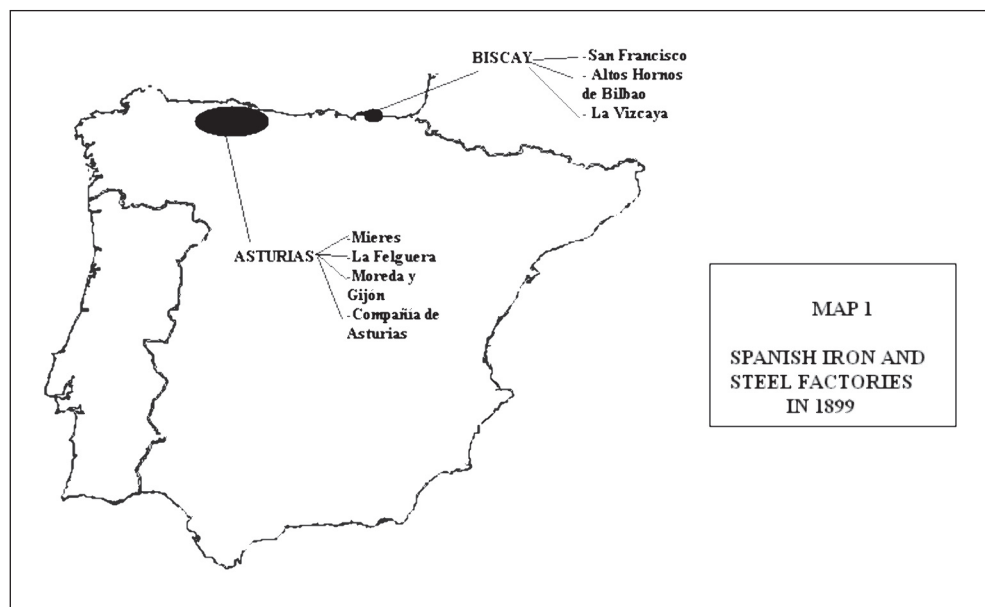 BISCAY
- San Francisco
- Altos Hornos
de Bilbao
- La Vizcaya
ASTURIAS
- Mieres
- La Felguera
- Moreda y
Gijón
- Compañía de
Asturias
MAP 1
SPANISH IRON AND
STEEL FACTORIES
IN 1899